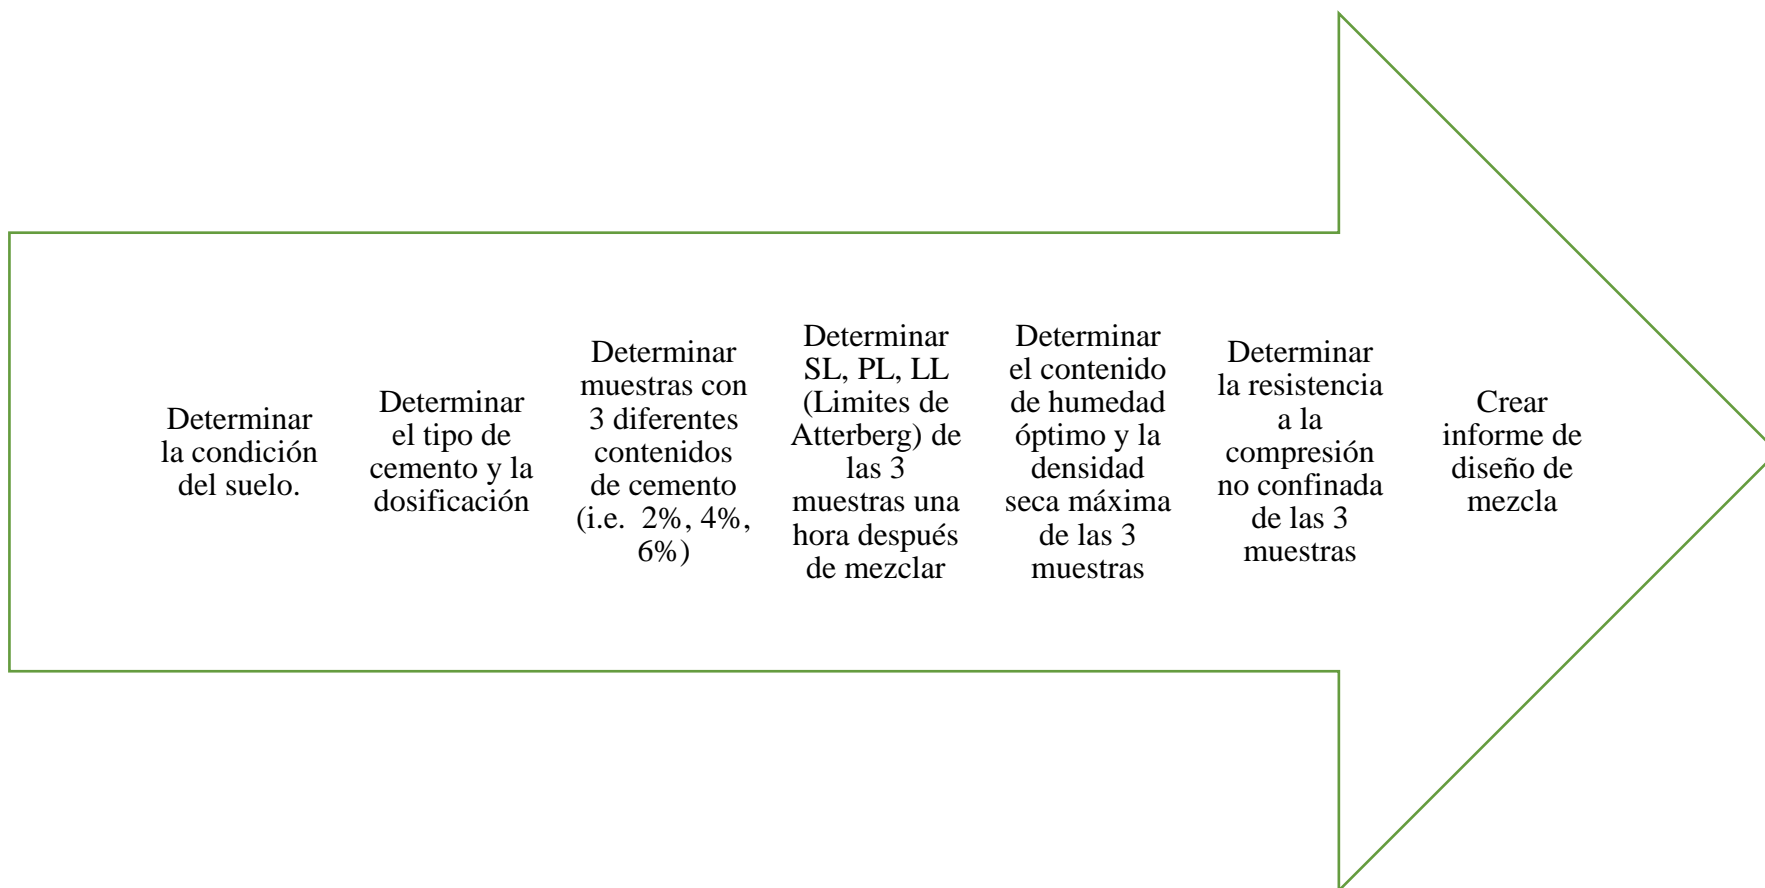 Determinar
la condición
del suelo.
Determinar
el tipo de
cemento y la
dosificación
Determinar
muestras con
3 diferentes
contenidos
de cemento
(i.e. 2%, 4%,
6%)
Determinar
SL, PL, LL
(Limites de
Atterberg) de
las 3
muestras una
hora después
de mezclar
Determinar
el contenido
de humedad
óptimo y la
densidad
seca máxima
de las 3
muestras
Determinar
la resistencia
a la
compresión
no confinada
de las 3
muestras
Crear
informe de
diseño de
mezcla